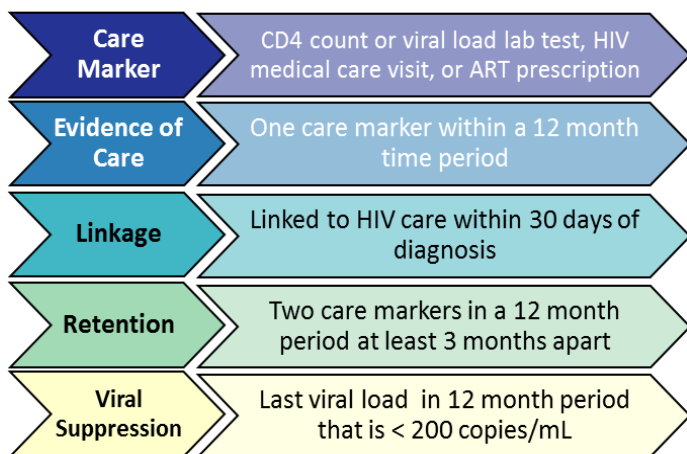 Care
Marker
CD4 count or viral load lab test, HIV
medical care visit, or ART prescription
Evidence of
Care
One care marker within a 12 month
time period
Linkage
Linked to HIV care within 30 days of
diagnosis
Retention
Two care markers in a 12 month
period at least 3 months apart
Viral
Suppression
Last viral load in 12 month period
that is < 200 copies/mL